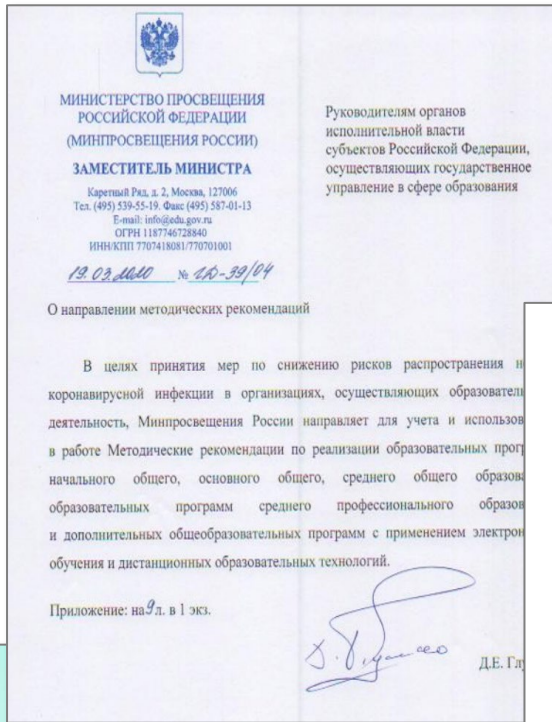 МИНИСТЕРСТВО ПРОСВЕЩЕНИЯ
РОССИЙСКОЙ ФЕДЕРАЦИИ
(МИНПРОСВЕЩЕНИЯ РОССИИ)
ЗАМЕСТИТЕЛЬ МИНИСТРА
Каретный Ряд, д. 2, Москва, 127006
Тел. (495) 539-55-19. Факс (495) 587-01-13
E-mail: info@edu.gov.ru
ОГРН 1187746728840
ИНН/КПП 7707418081/770701001
19.03.2020 № ГД-39/04
Руководителям органов
исполнительной власти
субъектов Российской Федерации,
осуществляющих государственное
управление в сфере образования
О направлении методических рекомендаций
В целях принятия мер по снижению рисков распространения н
коронавирусной инфекции в организациях, осуществляющих образователь
деятельность, Минпросвещения России направляет для учета и использов
в работе Методические рекомендации по реализации образовательных прог
начального общего, основного общего, среднего общего образова
образовательных программ среднего профессионального образов
и дополнительных общеобразовательных программ с применением электрон
обучения и дистанционных образовательных технологий.
Приложение: на 9 л. в 1 экз.
Д.Е. Глу